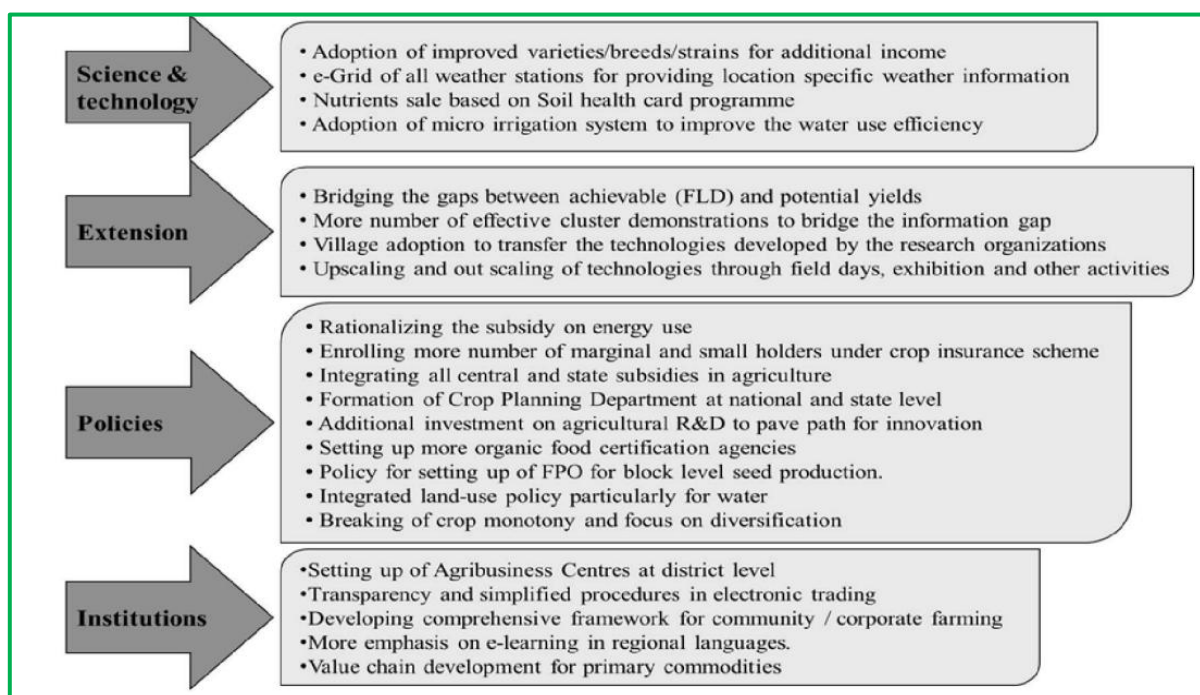 Science &
technology
• Adoption of improved varieties/breeds/strains for additional income
• e-Grid of all weather stations for providing location specific weather information
• Nutrients sale based on Soil health card programme
• Adoption of micro irrigation system to improve the water use efficiency
Extension
• Bridging the gaps between achievable (FLD) and potential yields
• More number of effective cluster demonstrations to bridge the information gap
• Village adoption to transfer the technologies developed by the research organizations
• Upscaling and out scaling of technologies through field days, exhibition and other activities
Policies
• Rationalizing the subsidy on energy use
• Enrolling more number of marginal and small holders under crop insurance scheme
• Integrating all central and state subsidies in agriculture
• Formation of Crop Planning Department at national and state level
• Additional investment on agricultural R&D to pave path for innovation
• Setting up more organic food certification agencies
• Policy for setting up of FPO for block level seed production.
• Integrated land-use policy particularly for water
• Breaking of crop monotony and focus on diversification
Institutions
•Setting up of Agribusiness Centres at district level
•Transparency and simplified procedures in electronic trading
•Developing comprehensive framework for community / corporate farming
•More emphasis on e-learning in regional languages.
•Value chain development for primary commodities